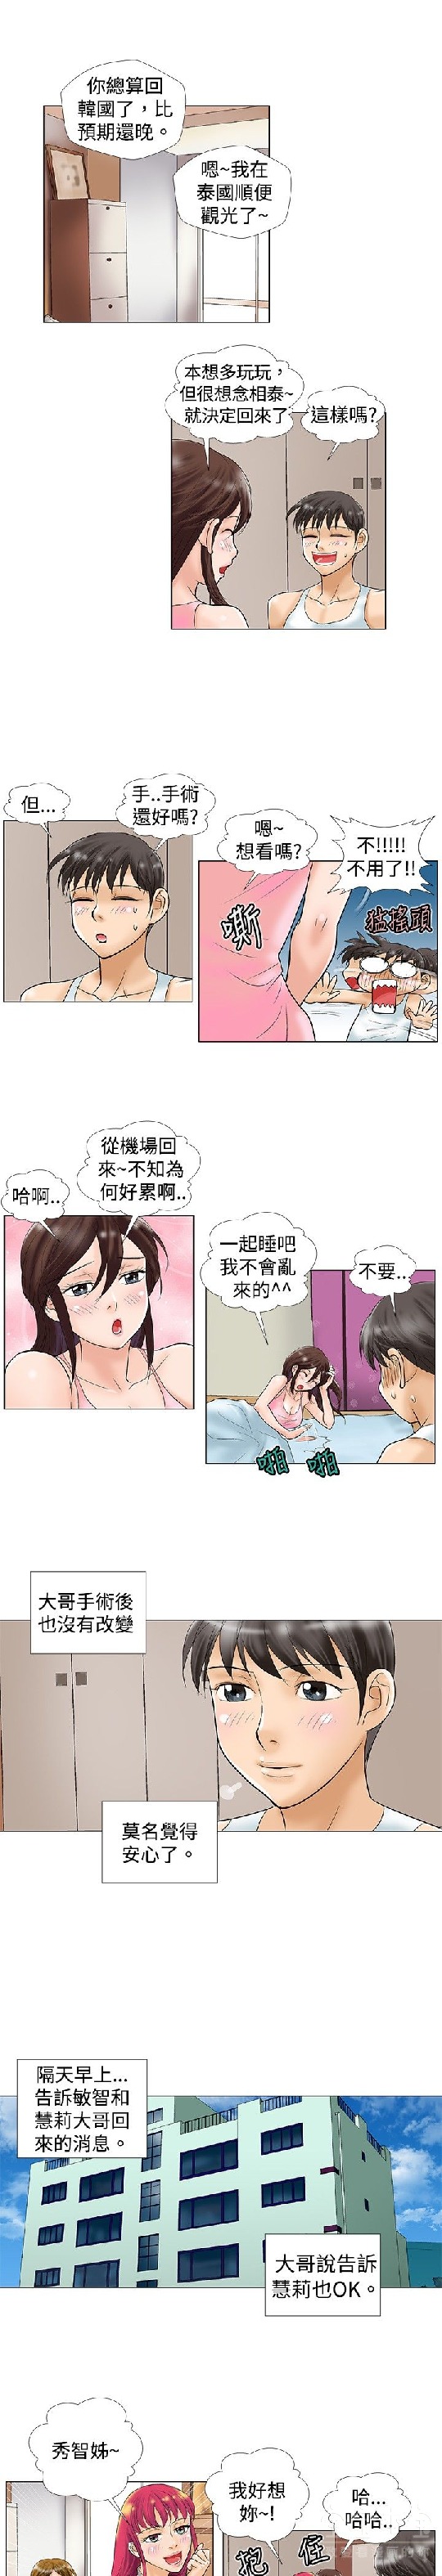 你總算回
韓國了，比
預期還晚。
嗯~我在
泰國順便
觀光了~
本想多玩玩，
但很想念相泰~
就決定回來了
這樣嗎?
但...
手..手術
還好嗎?
嗯~
想看嗎?
不!!!!!
不用了!!
嘶
猛搖頭
哈啊..
從機場回
來~不知為
何好累啊..
一起睡吧
我不會亂
來的^^
不要...
啪 啪
大哥手術後
也沒有改變
莫名覺得
安心了。
隔天早上...
告訴敏智和
慧莉大哥回
來的消息。
大哥說告訴
慧莉也OK。
秀智姊~
我好想
妳~!
哈...
哈哈..
抱 住